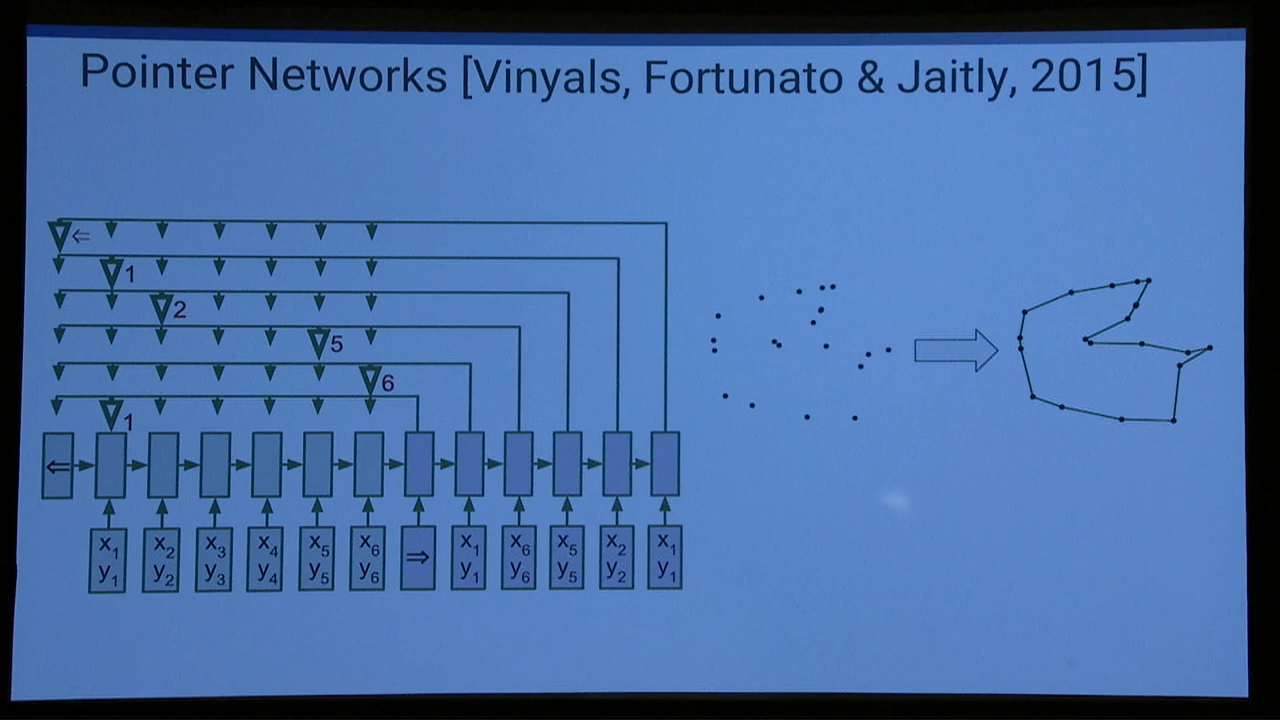 Pointer Networks [Vinyals, Fortunato & Jaitly, 2015]
⇐
1
2
5
6
1
⇐
x₁ x₂ x₃ x₄ x₅ x₆ ⇒ x₁ x₆ x₅ x₂ x₁
y₁ y₂ y₃ y₄ y₅ y₆ y₁ y₆ y₅ y₂ y₁